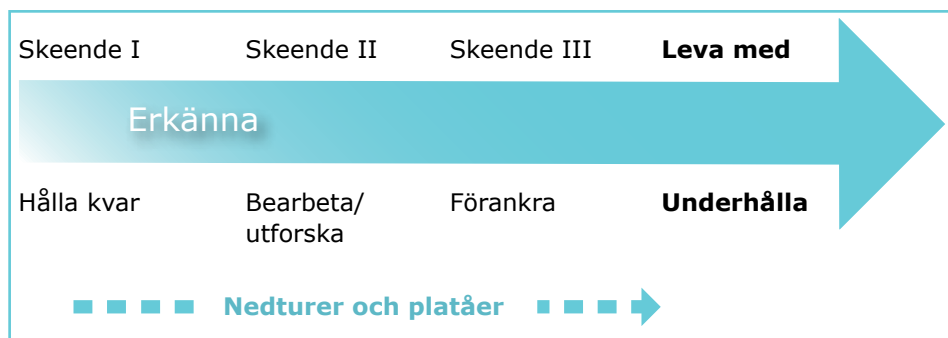 Skeende I
Skeende II
Skeende III
Leva med
Erkänna
Hålla kvar
Bearbeta/
utforska
Förankra
Underhålla
Nedturer och platåer